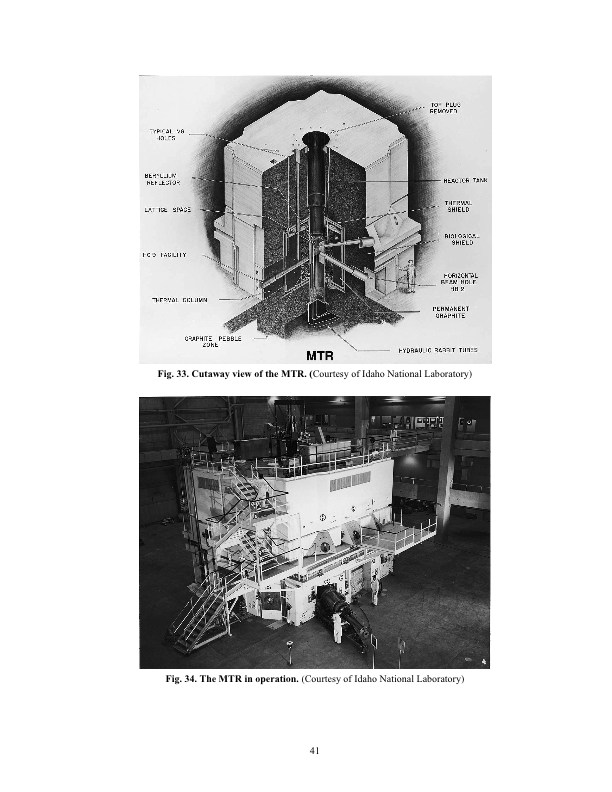 TOP PLUG
REMOVED
TYPICAL VG
HOLES
BERYLLIUM
REFLECTOR
REACTOR TANK
LATTICE SPACE
THERMAL
SHIELD
BIOLOGICAL
SHIELD
FACILITY
HORIZONTAL
BEAM HOLE
THERMAL COLUMN
PERMANENT
GRAPHITE
GRAPHITE PEBBLE
ZONE
MTR
HYDRAULIC RABBIT TUBES
Fig. 33. Cutaway view of the MTR. (Courtesy of Idaho National Laboratory)
4
Fig. 34. The MTR in operation. (Courtesy of Idaho National Laboratory)
41